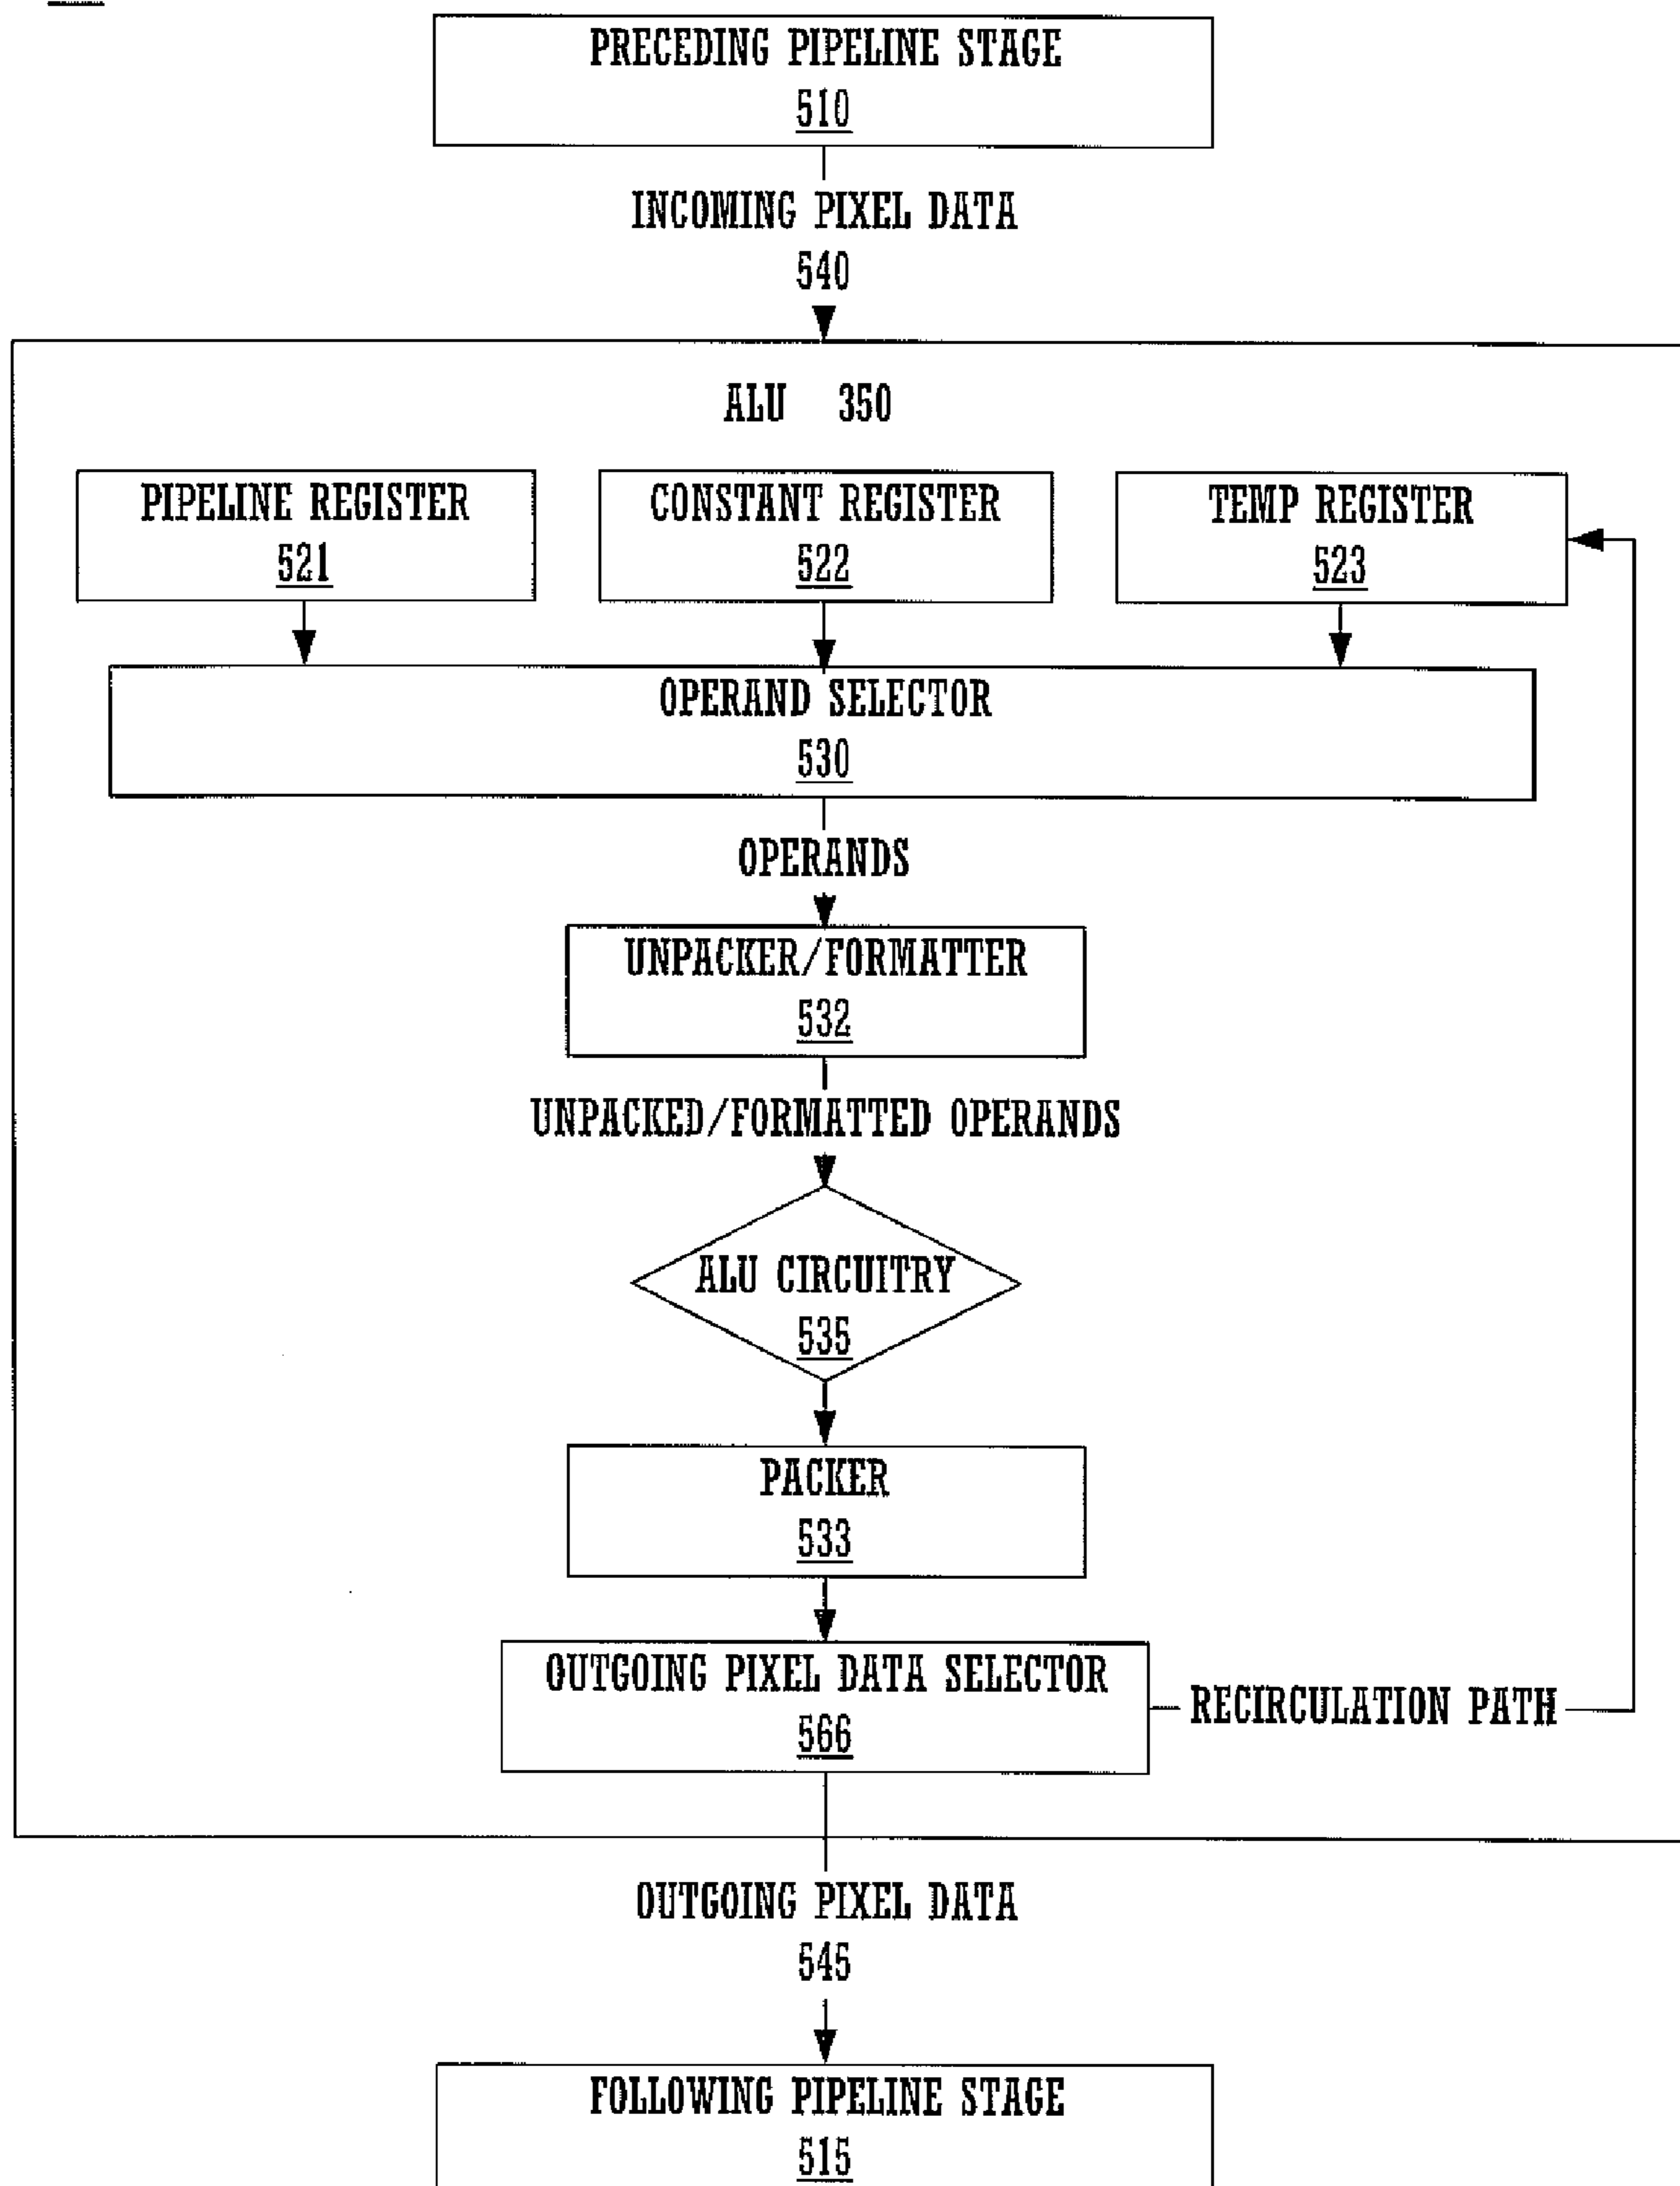 PRECEDING PIPELINE STAGE
510
INCOMING PIXEL DATA
540
ALU 350
PIPELINE REGISTER
521
CONSTANT REGISTER
522
TEMP REGISTER
523
OPERAND SELECTOR
530
OPERANDS
UNPACKER/FORMATTER
532
UNPACKED/FORMATTED OPERANDS
ALU CIRCUITRY
535
PACKER
533
OUTGOING PIXEL DATA SELECTOR
566
RECIRCULATION PATH
OUTGOING PIXEL DATA
545
FOLLOWING PIPELINE STAGE
515